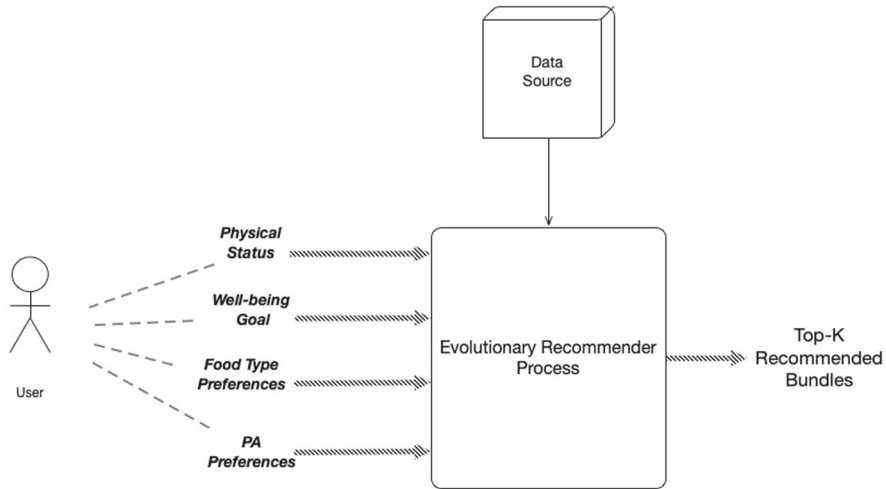 Data
Source
Physical
Status
Well-being
Goal
Food Type
Preferences
PA
Preferences
User
Evolutionary Recommender
Process
Top-K
Recommended
Bundles